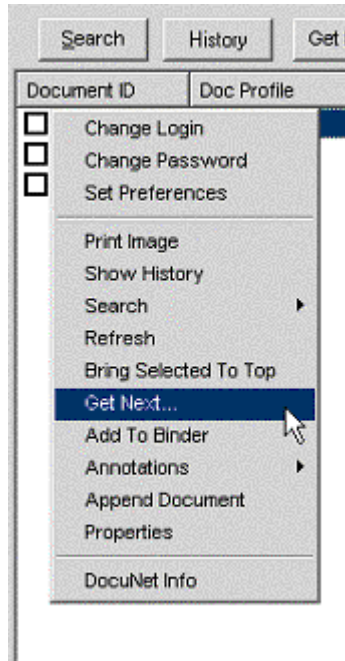 Search History Get
Document ID Doc Profile
Change Login
Change Password
Set Preferences
Print Image
Show History
Search
Refresh
Bring Selected To Top
Get Next...
Add To Binder
Annotations
Append Document
Properties
DocuNet Info